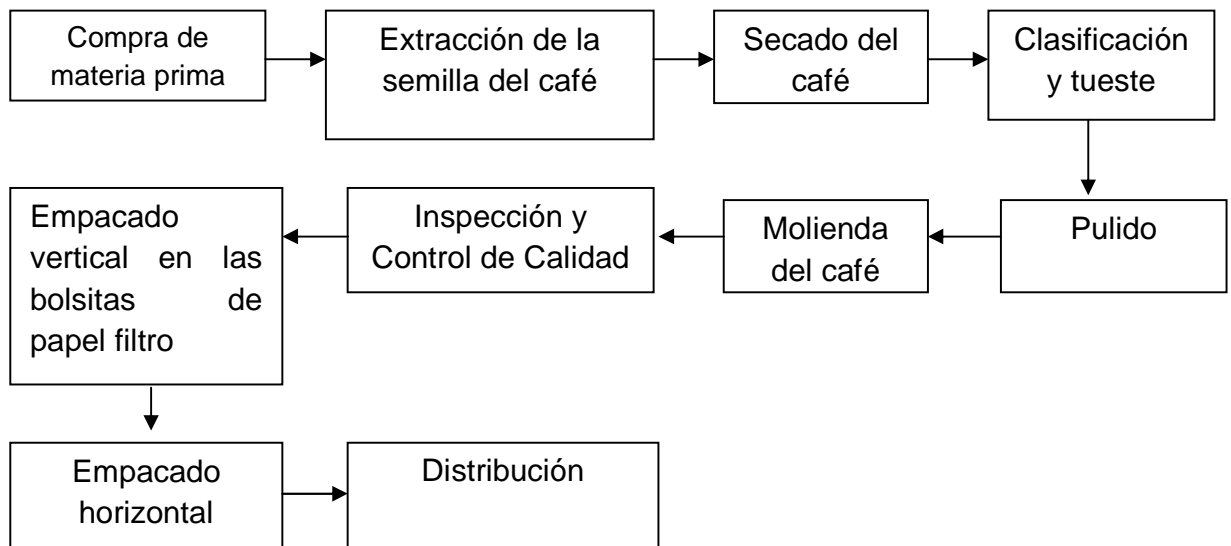 Compra de
materia prima
Extracción de la
semilla del café
Secado del
café
Clasificación
y tueste
Pulido
Molienda
del café
Inspección y
Control de Calidad
Empacado
vertical en las
bolsitas de
papel filtro
Empacado
horizontal
Distribución